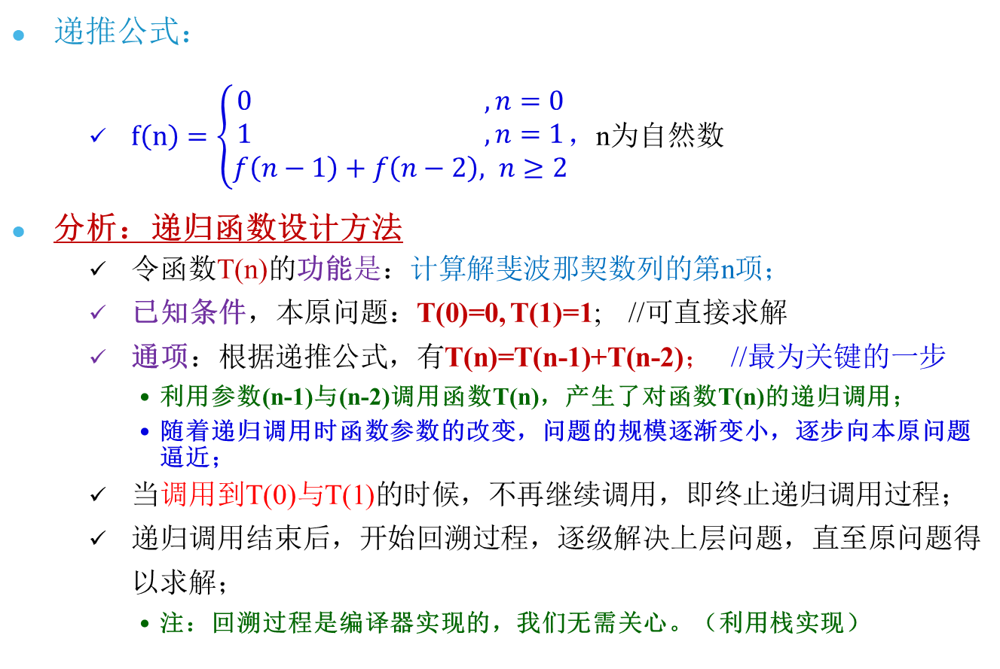 • 递推公式：
✓ f(n) = { 0 , n = 0
1 , n = 1 ，n为自然数
f(n − 1) + f(n − 2), n ≥ 2
• 分析：递归函数设计方法
✓ 令函数T(n)的功能是：计算解斐波那契数列的第n项；
✓ 已知条件，本原问题：T(0)=0, T(1)=1; //可直接求解
✓ 通项：根据递推公式，有T(n)=T(n-1)+T(n-2)； //最为关键的一步
• 利用参数(n-1)与(n-2)调用函数T(n)，产生了对函数T(n)的递归调用；
• 随着递归调用时函数参数的改变，问题的规模逐渐变小，逐步向本原问题
逼近；
✓ 当调用到T(0)与T(1)的时候，不再继续调用，即终止递归调用过程；
✓ 递归调用结束后，开始回溯过程，逐级解决上层问题，直至原问题得
以求解；
• 注：回溯过程是编译器实现的，我们无需关心。（利用栈实现）